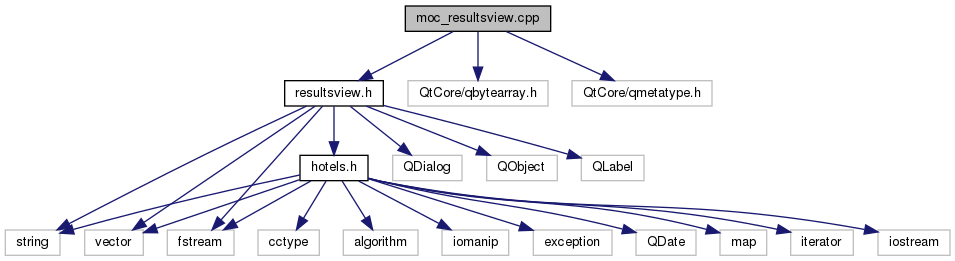 moc_resultsview.cpp
resultsview.h
QtCore/qbytearray.h
QtCore/qmetatype.h
hotels.h
QDialog
QObject
QLabel
string
vector
fstream
cctype
algorithm
iomanip
exception
QDate
map
iterator
iostream